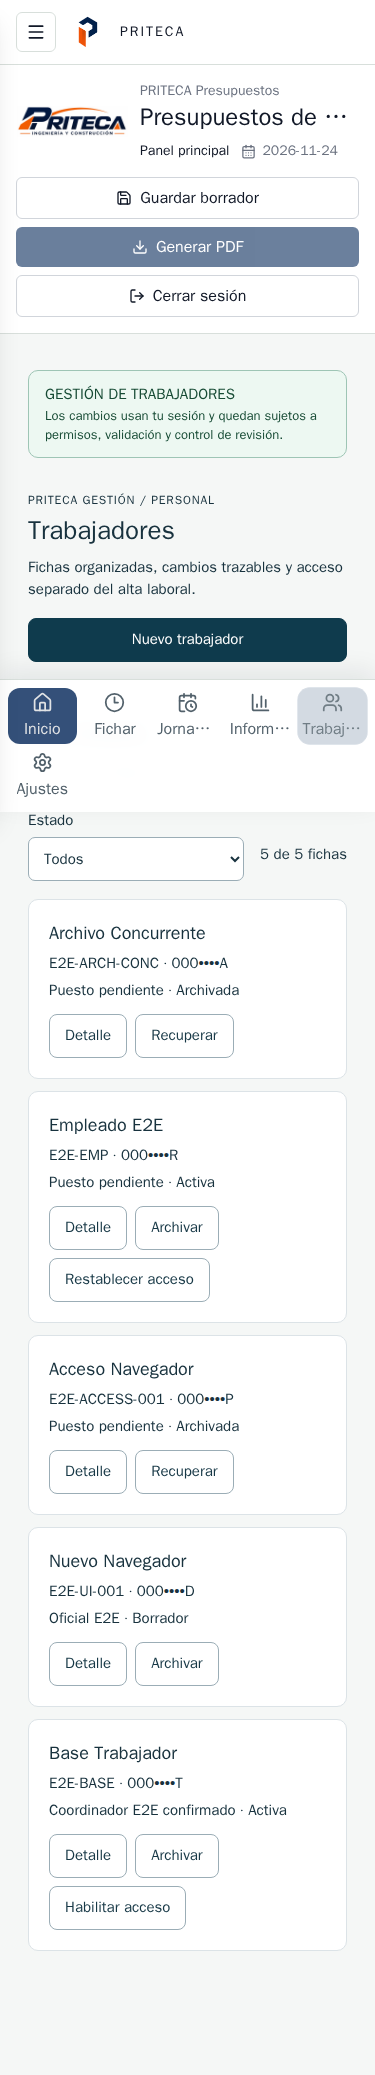 PRITECA
PRITECA Presupuestos
PRITECA
INGENIERÍA Y CONSTRUCCIÓN
Presupuestos de ···
Panel principal 2026-11-24
Guardar borrador
Generar PDF
Cerrar sesión
GESTIÓN DE TRABAJADORES
Los cambios usan tu sesión y quedan sujetos a
permisos, validación y control de revisión.
PRITECA GESTIÓN / PERSONAL
Trabajadores
Fichas organizadas, cambios trazables y acceso
separado del alta laboral.
Nuevo trabajador
Inicio Fichar Jorna··· Inform··· Trabaj···
Ajustes
Estado
Todos 5 de 5 fichas
Archivo Concurrente
E2E-ARCH-CONC · 000••••A
Puesto pendiente · Archivada
Detalle Recuperar
Empleado E2E
E2E-EMP · 000••••R
Puesto pendiente · Activa
Detalle Archivar
Restablecer acceso
Acceso Navegador
E2E-ACCESS-001 · 000••••P
Puesto pendiente · Archivada
Detalle Recuperar
Nuevo Navegador
E2E-UI-001 · 000••••D
Oficial E2E · Borrador
Detalle Archivar
Base Trabajador
E2E-BASE · 000••••T
Coordinador E2E confirmado · Activa
Detalle Archivar
Habilitar acceso